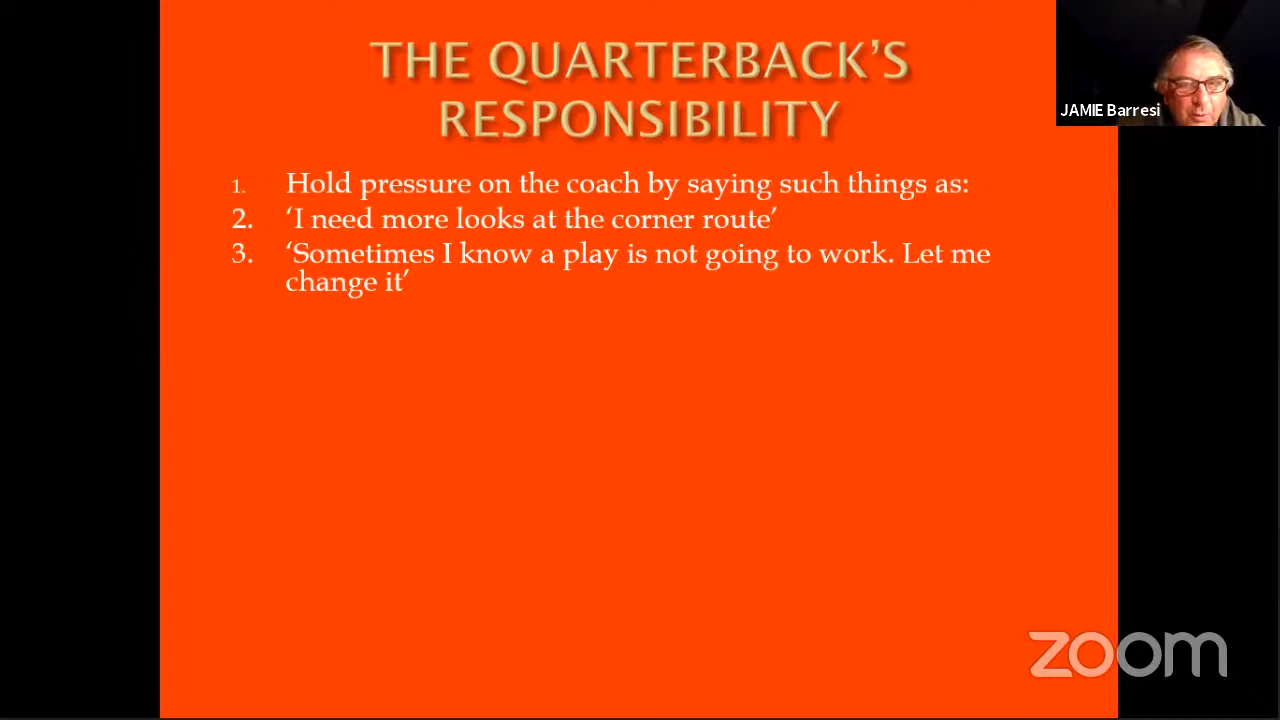 THE QUARTERBACK’S
RESPONSIBILITY
JAMIE Barresi
1. Hold pressure on the coach by saying such things as:
2. ‘I need more looks at the corner route’
3. ‘Sometimes I know a play is not going to work. Let me
change it’
zoom